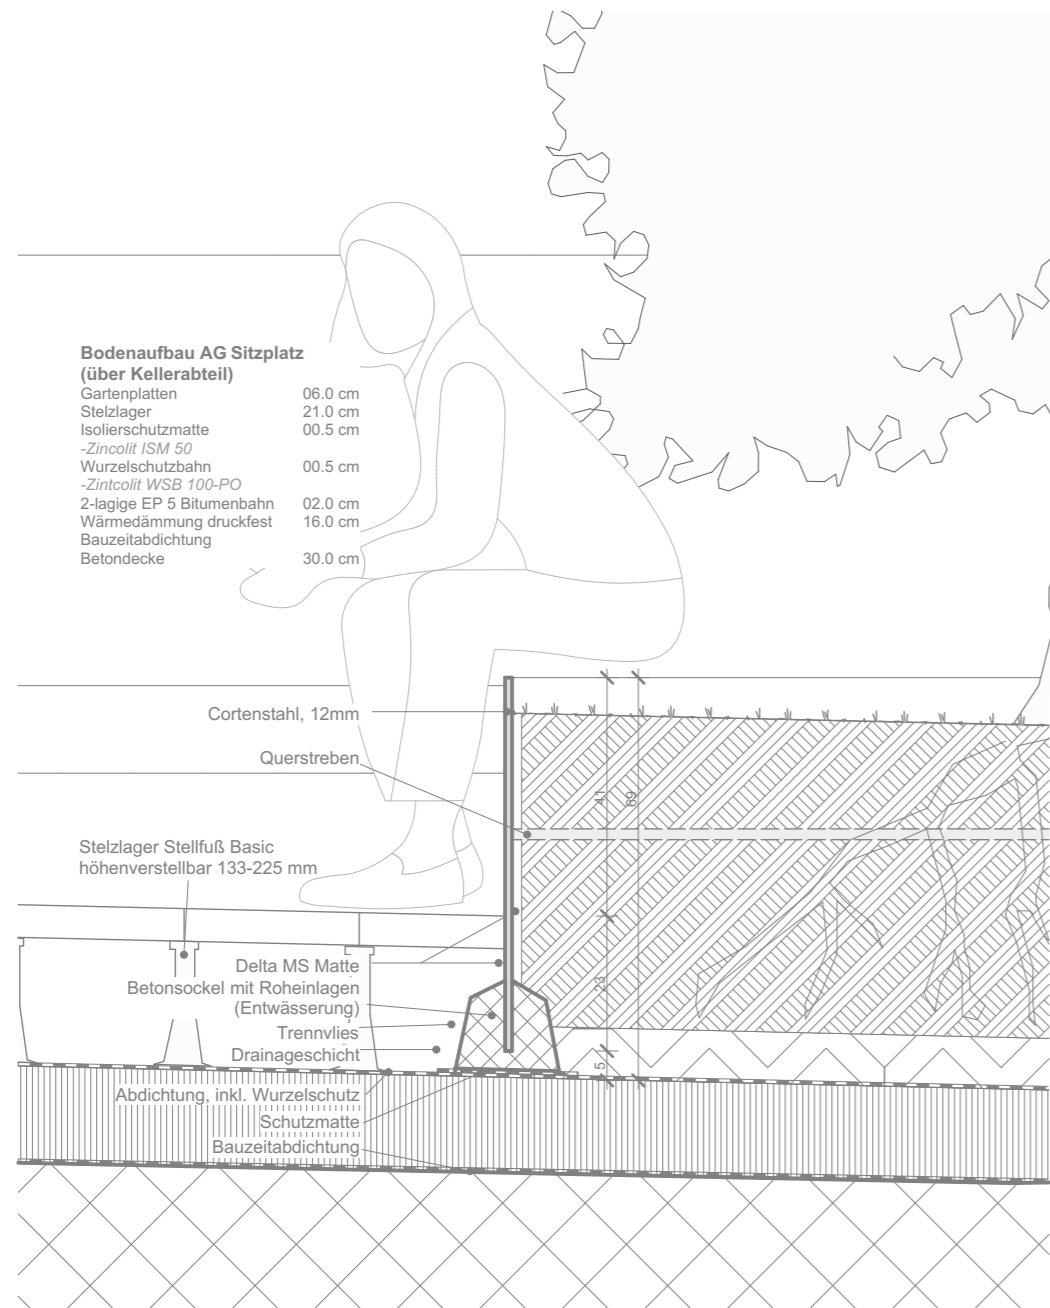 Bodenaufbau AG Sitzplatz
(über Kellerabteil)
Gartenplatten 06.0 cm
Stelzlager 21.0 cm
Isolierschutzmatte 00.5 cm
-Zincolit ISM 50
Wurzelschutzbahn 00.5 cm
-Zintcolit WSB 100-PO
2-lagige EP 5 Bitumenbahn 02.0 cm
Wärmedämmung druckfest 16.0 cm
Bauzeitabdichtung
Betondecke 30.0 cm
Cortenstahl, 12mm
Querstreben
41
69
Stelzlager Stellfuß Basic
höhenverstellbar 133-225 mm
Delta MS Matte
Betonsockel mit Roheinlagen
(Entwässerung)
23
Trennvlies
Drainageschicht
5
Abdichtung, inkl. Wurzelschutz
Schutzmatte
Bauzeitabdichtung